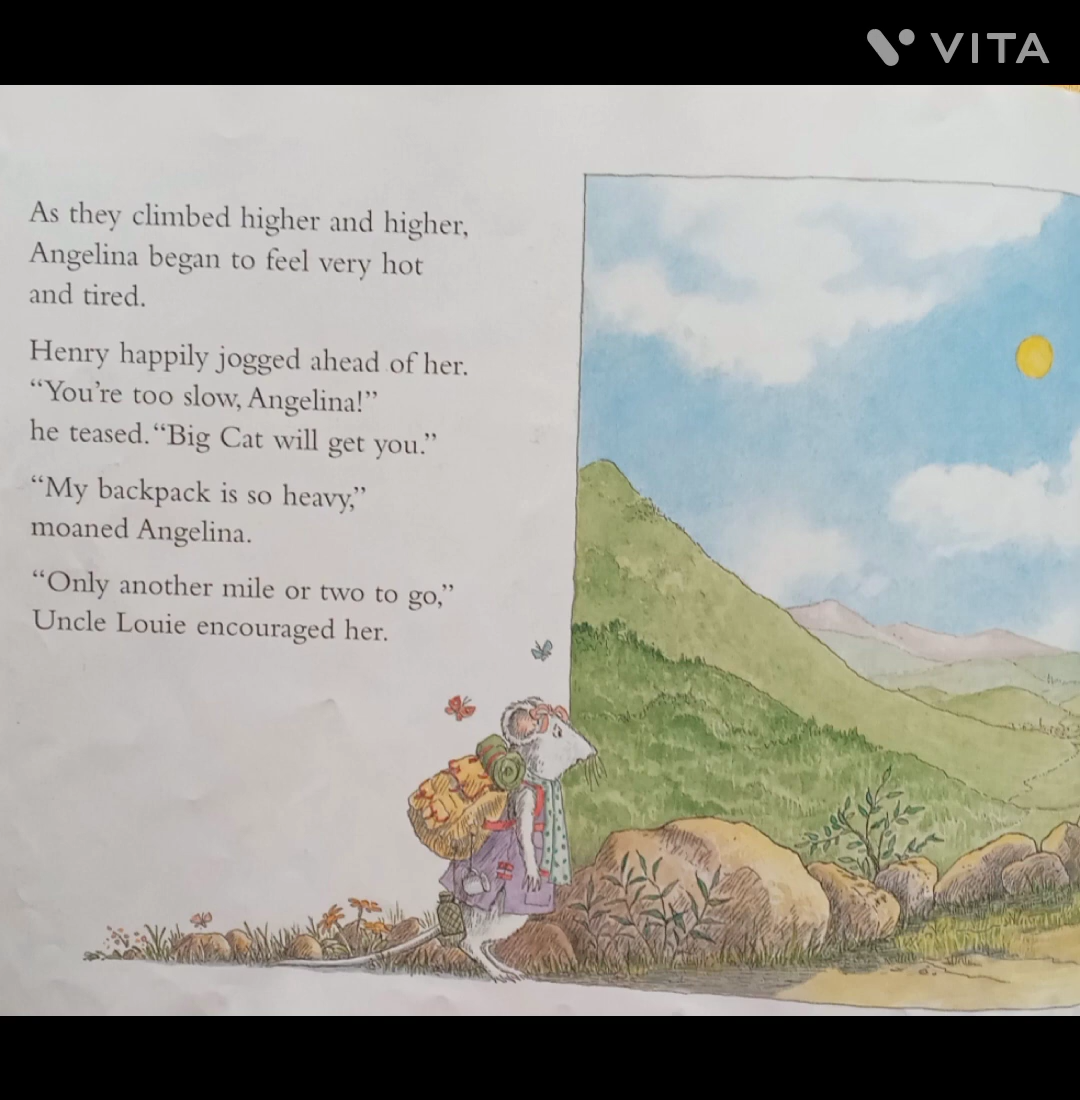 VITA
As they climbed higher and higher,
Angelina began to feel very hot
and tired.
Henry happily jogged ahead of her.
“You’re too slow, Angelina!”
he teased. “Big Cat will get you.”
“My backpack is so heavy,”
moaned Angelina.
“Only another mile or two to go,”
Uncle Louie encouraged her.